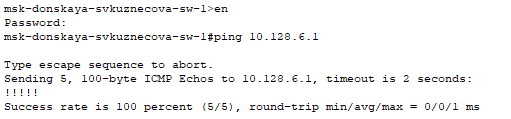 msk-donskaya-svkuznecova-sw-1>en
Password:
msk-donskaya-svkuznecova-sw-1#ping 10.128.6.1

Type escape sequence to abort.
Sending 5, 100-byte ICMP Echos to 10.128.6.1, timeout is 2 seconds:
!!!!!
Success rate is 100 percent (5/5), round-trip min/avg/max = 0/0/1 ms